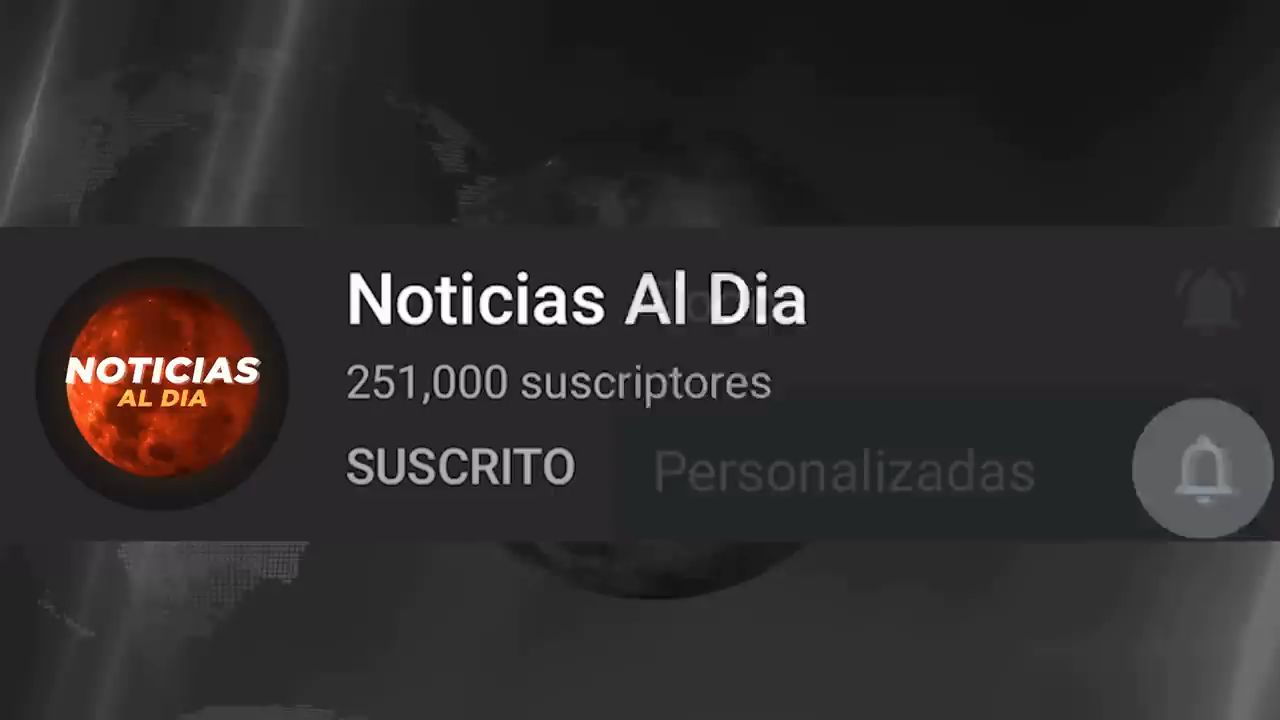 NOTICIAS
AL DIA
Noticias Al Dia
251,000 suscriptores
SUSCRITO
Personalizadas